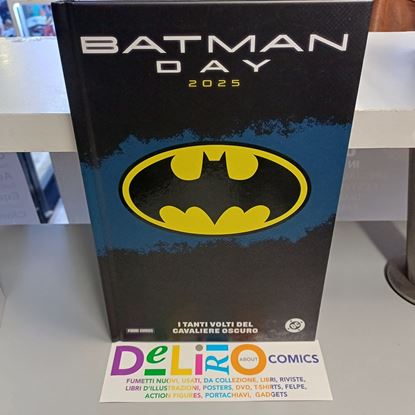 BATMAN
DAY
2025
I TANTI VOLTI DEL
CAVALIERE OSCURO
PANINI COMICS
DC
DeLiRiO ABOUT COMICS
FUMETTI NUOVI, USATI, DA COLLEZIONE, LIBRI, RIVISTE,
LIBRI D'ILLUSTRAZIONI, POSTERS, DVD, T-SHIRTS, FELPE,
ACTION FIGURES, PORTACHIAVI, GADGETS